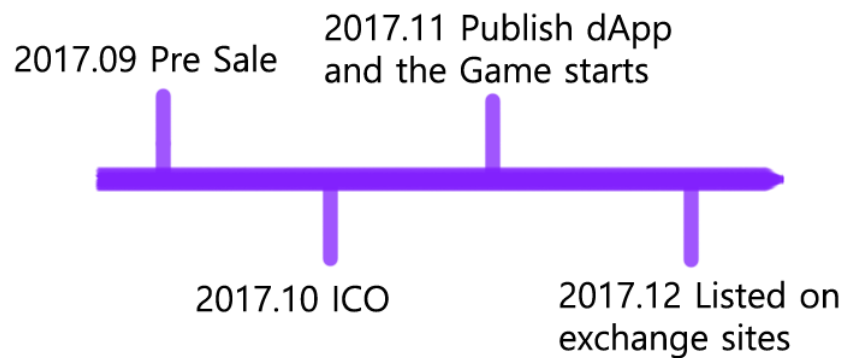 2017.09 Pre Sale
2017.10 ICO
2017.11 Publish dApp
and the Game starts
2017.12 Listed on
exchange sites